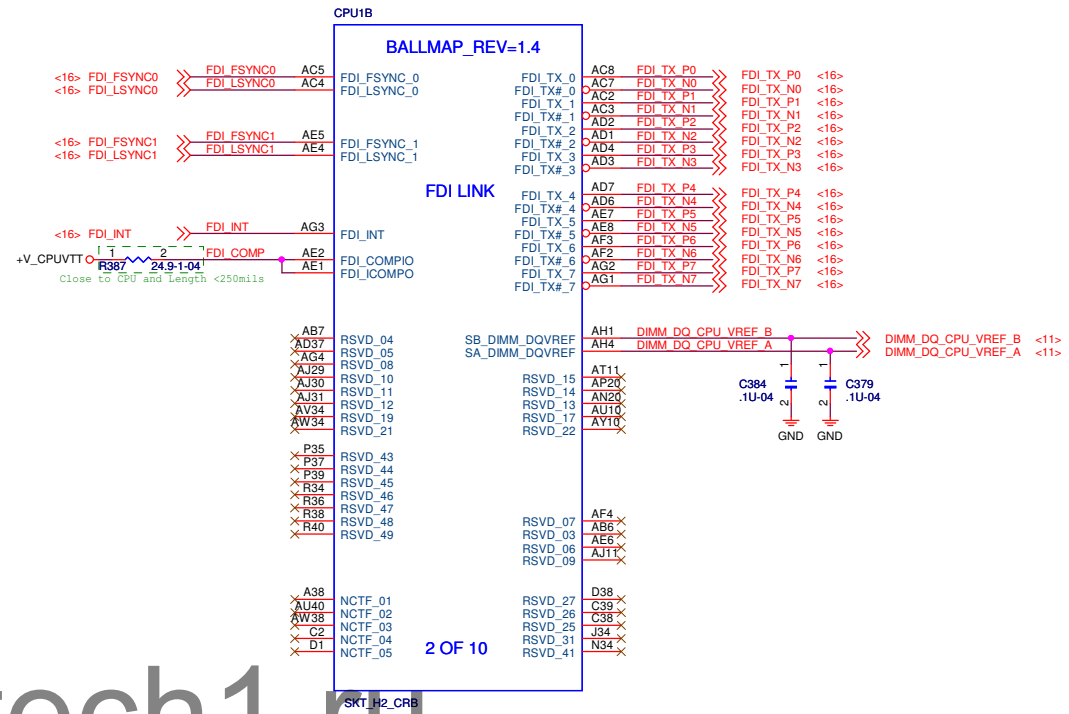 CPU1B
BALLMAP_REV=1.4
<16> FDI_FSYNC0 FDI_FSYNC0 AC5 FDI_FSYNC_0
<16> FDI_LSYNC0 FDI_LSYNC0 AC4 FDI_LSYNC_0
<16> FDI_FSYNC1 FDI_FSYNC1 AE5 FDI_FSYNC_1
<16> FDI_LSYNC1 FDI_LSYNC1 AE4 FDI_LSYNC_1
FDI LINK
<16> FDI_INT FDI_INT AG3 FDI_INT
+V_CPUVTT 1 2 FDI_COMP AE2 FDI_COMPIO
R387 24.9-1-04 AE1 FDI_ICOMPO
Close to CPU and Length <250mils
FDI_TX_0 AC8 FDI_TX_P0 FDI_TX_P0 <16>
FDI_TX#_0 AC7 FDI_TX_N0 FDI_TX_N0 <16>
FDI_TX_1 AC2 FDI_TX_P1 FDI_TX_P1 <16>
FDI_TX#_1 AC3 FDI_TX_N1 FDI_TX_N1 <16>
FDI_TX_2 AD2 FDI_TX_P2 FDI_TX_P2 <16>
FDI_TX#_2 AD1 FDI_TX_N2 FDI_TX_N2 <16>
FDI_TX_3 AD4 FDI_TX_P3 FDI_TX_P3 <16>
FDI_TX#_3 AD3 FDI_TX_N3 FDI_TX_N3 <16>
FDI_TX_4 AD7 FDI_TX_P4 FDI_TX_P4 <16>
FDI_TX#_4 AD6 FDI_TX_N4 FDI_TX_N4 <16>
FDI_TX_5 AE7 FDI_TX_P5 FDI_TX_P5 <16>
FDI_TX#_5 AE8 FDI_TX_N5 FDI_TX_N5 <16>
FDI_TX_6 AF3 FDI_TX_P6 FDI_TX_P6 <16>
FDI_TX#_6 AF2 FDI_TX_N6 FDI_TX_N6 <16>
FDI_TX_7 AG2 FDI_TX_P7 FDI_TX_P7 <16>
FDI_TX#_7 AG1 FDI_TX_N7 FDI_TX_N7 <16>
AB7 RSVD_04
AD37 RSVD_05
AG4 RSVD_08
AJ29 RSVD_10
AJ30 RSVD_11
AJ31 RSVD_12
AV34 RSVD_19
AW34 RSVD_21
P35 RSVD_43
P37 RSVD_44
P39 RSVD_45
R34 RSVD_46
R36 RSVD_47
R38 RSVD_48
R40 RSVD_49
A38 NCTF_01
AU40 NCTF_02
AW38 NCTF_03
C2 NCTF_04
D1 NCTF_05
SB_DIMM_DQVREF AH1 DIMM_DQ_CPU_VREF_B DIMM_DQ_CPU_VREF_B <11>
SA_DIMM_DQVREF AH4 DIMM_DQ_CPU_VREF_A DIMM_DQ_CPU_VREF_A <11>
RSVD_15 AT11
RSVD_14 AP20
RSVD_13 AN20
RSVD_17 AU10
RSVD_22 AY10
1 1
C384 C379
.1U-04 .1U-04
2 2
GND GND
RSVD_07 AF4
RSVD_03 AB6
RSVD_06 AE6
RSVD_09 AJ11
RSVD_27 D38
RSVD_26 C39
RSVD_25 C38
RSVD_31 J34
RSVD_41 N34
2 OF 10
SKT_H2_CRB